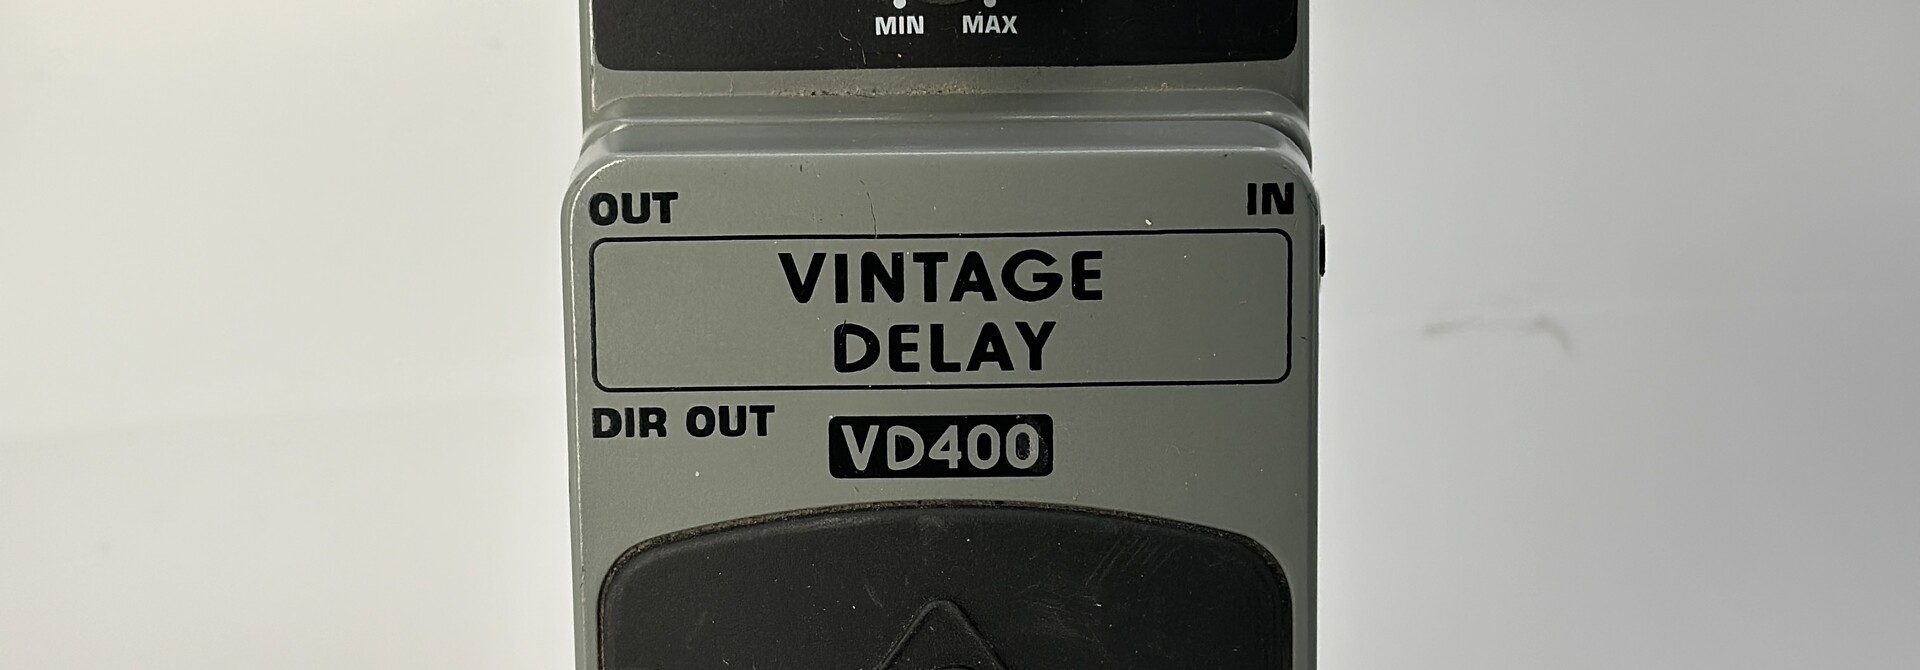 MIN MAX
OUT IN
VINTAGE
DELAY
DIR OUT
VD400